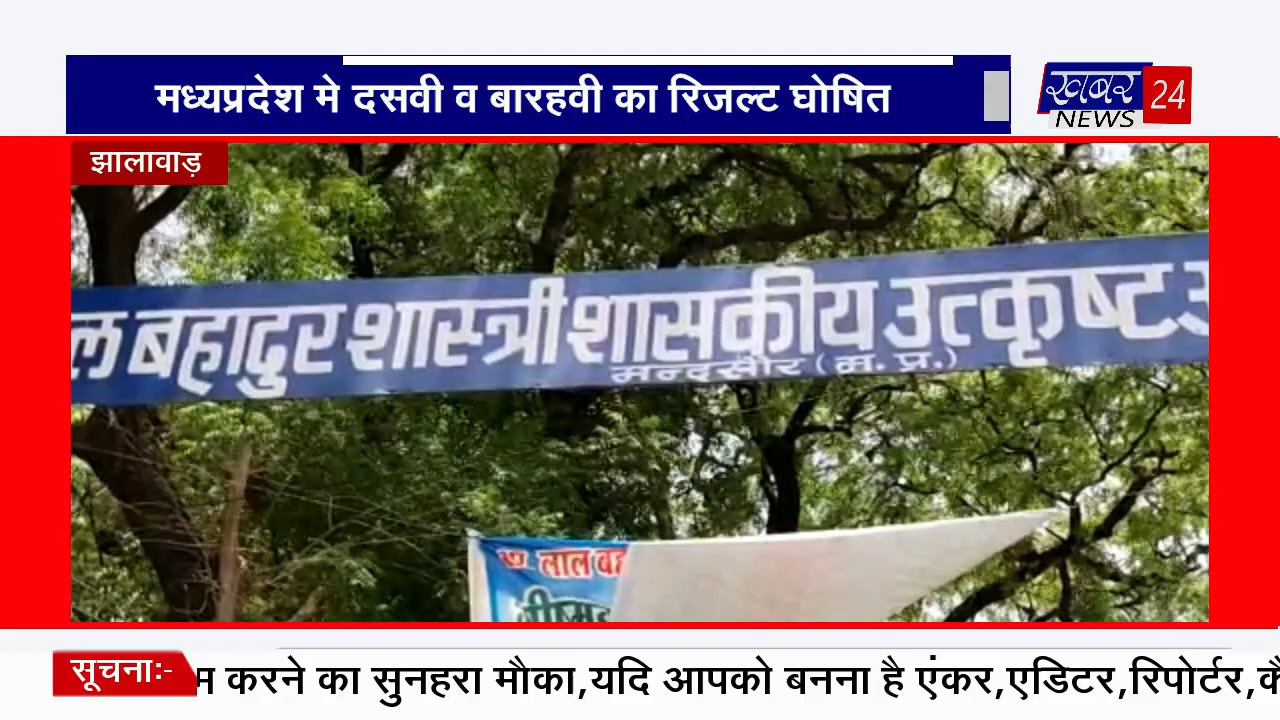 मध्यप्रदेश मे दसवी व बारहवी का रिजल्ट घोषित
खबर
24
NEWS
झालावाड़
ल बहादुर शास्त्री शासकीय उत्कृष्ट
मन्दसौर (म. प्र.)
लाल
सूचनाः-
म करने का सुनहरा मौका,यदि आपको बनना है एंकर,एडिटर,रिपोर्टर,